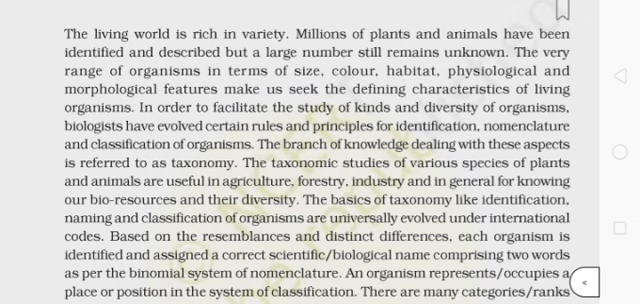 The living world is rich in variety. Millions of plants and animals have been
identified and described but a large number still remains unknown. The very
range of organisms in terms of size, colour, habitat, physiological and
morphological features make us seek the defining characteristics of living
organisms. In order to facilitate the study of kinds and diversity of organisms,
biologists have evolved certain rules and principles for identification, nomenclature
and classification of organisms. The branch of knowledge dealing with these aspects
is referred to as taxonomy. The taxonomic studies of various species of plants
and animals are useful in agriculture, forestry, industry and in general for knowing
our bio-resources and their diversity. The basics of taxonomy like identification,
naming and classification of organisms are universally evolved under international
codes. Based on the resemblances and distinct differences, each organism is
identified and assigned a correct scientific/biological name comprising two words
as per the binomial system of nomenclature. An organism represents/occupies a
place or position in the system of classification. There are many categories/ranks